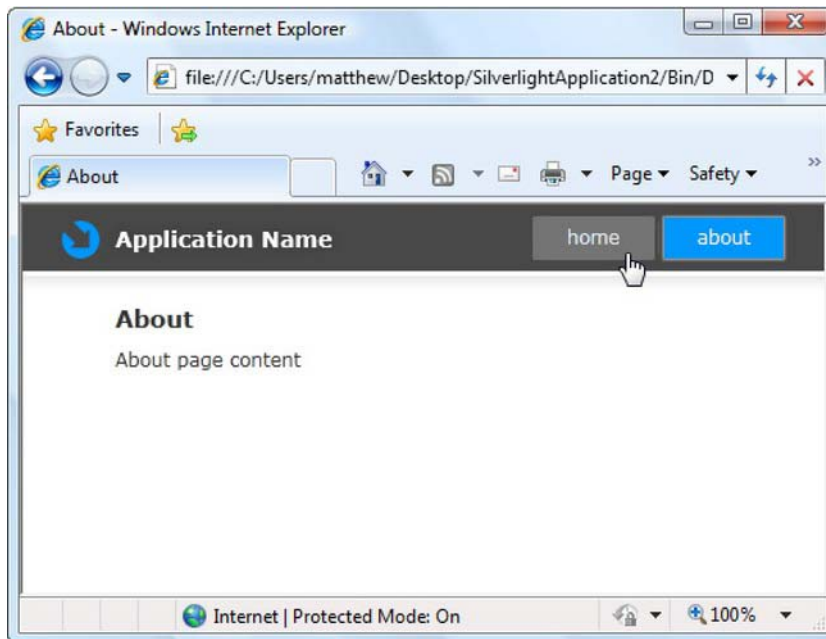 About - Windows Internet Explorer
file:///C:/Users/matthew/Desktop/SilverlightApplication2/Bin/D
Favorites
About
Page
Safety
Application Name
home
about
About
About page content
Internet | Protected Mode: On
100%